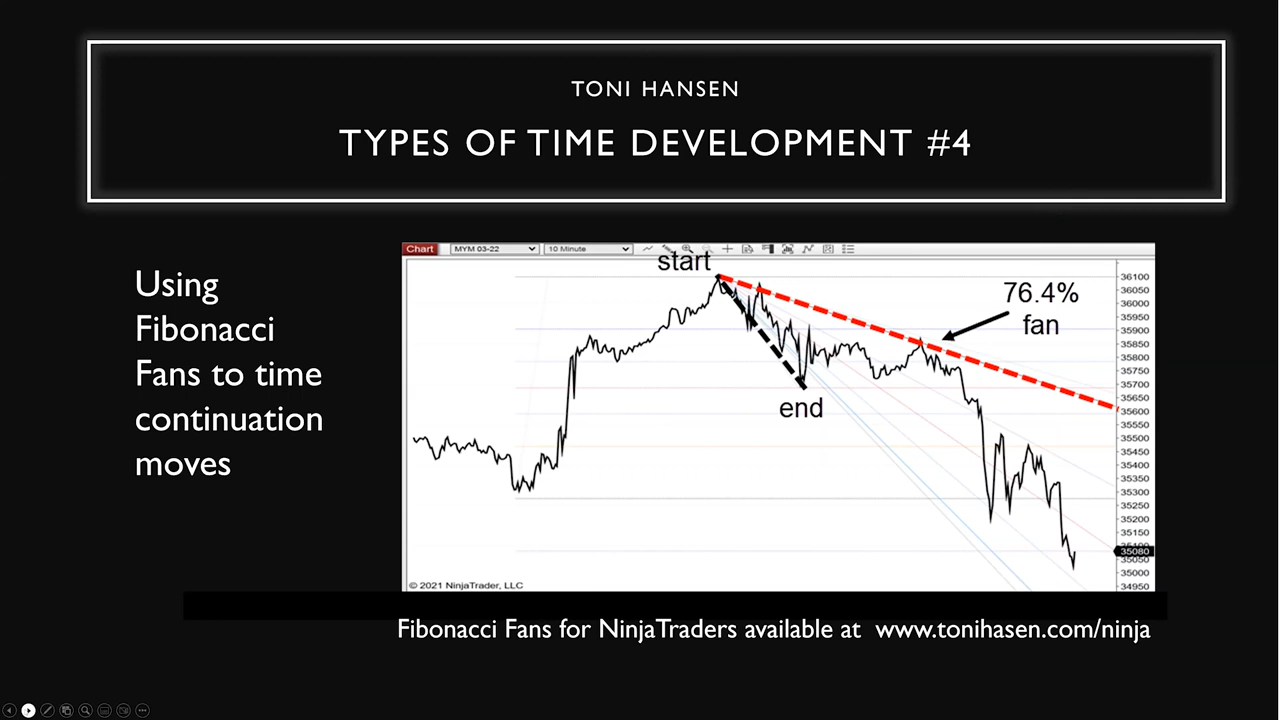 TONI HANSEN
TYPES OF TIME DEVELOPMENT #4
Using
Fibonacci
Fans to time
continuation
moves
Chart
MYM 03-22
10 Minute
start
76.4%
fan
end
36100
36050
36000
35950
35900
35850
35800
35750
35700
35650
35600
35550
35500
35450
35400
35350
35300
35250
35200
35150
35100
35080
35050
35000
34950
© 2021 NinjaTrader, LLC
Fibonacci Fans for NinjaTraders available at www.tonihasen.com/ninja